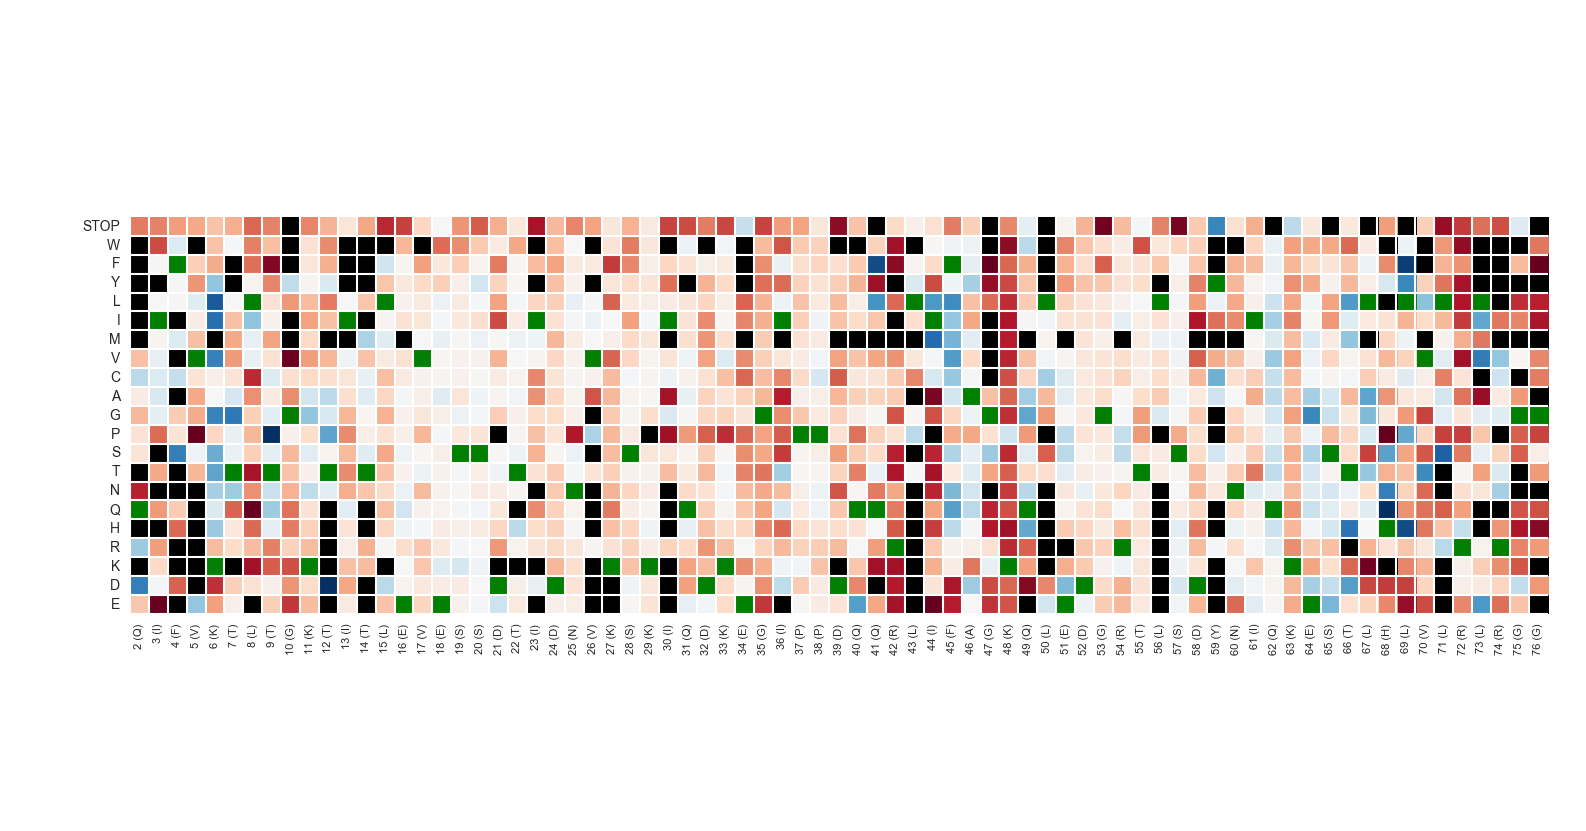 STOP
W
F
Y
L
I
M
V
C
A
G
P
S
T
N
Q
H
R
K
D
E
2 (Q)
3 (I)
4 (F)
5 (V)
6 (K)
7 (T)
8 (L)
9 (T)
10 (G)
11 (K)
12 (T)
13 (I)
14 (T)
15 (L)
16 (E)
17 (V)
18 (E)
19 (S)
20 (S)
21 (D)
22 (T)
23 (I)
24 (D)
25 (N)
26 (V)
27 (K)
28 (S)
29 (K)
30 (I)
31 (Q)
32 (D)
33 (K)
34 (E)
35 (G)
36 (I)
37 (P)
38 (P)
39 (D)
40 (Q)
41 (Q)
42 (R)
43 (L)
44 (I)
45 (F)
46 (A)
47 (G)
48 (K)
49 (Q)
50 (L)
51 (E)
52 (D)
53 (G)
54 (R)
55 (T)
56 (L)
57 (S)
58 (D)
59 (Y)
60 (N)
61 (I)
62 (Q)
63 (K)
64 (E)
65 (S)
66 (T)
67 (L)
68 (H)
69 (L)
70 (V)
71 (L)
72 (R)
73 (L)
74 (R)
75 (G)
76 (G)